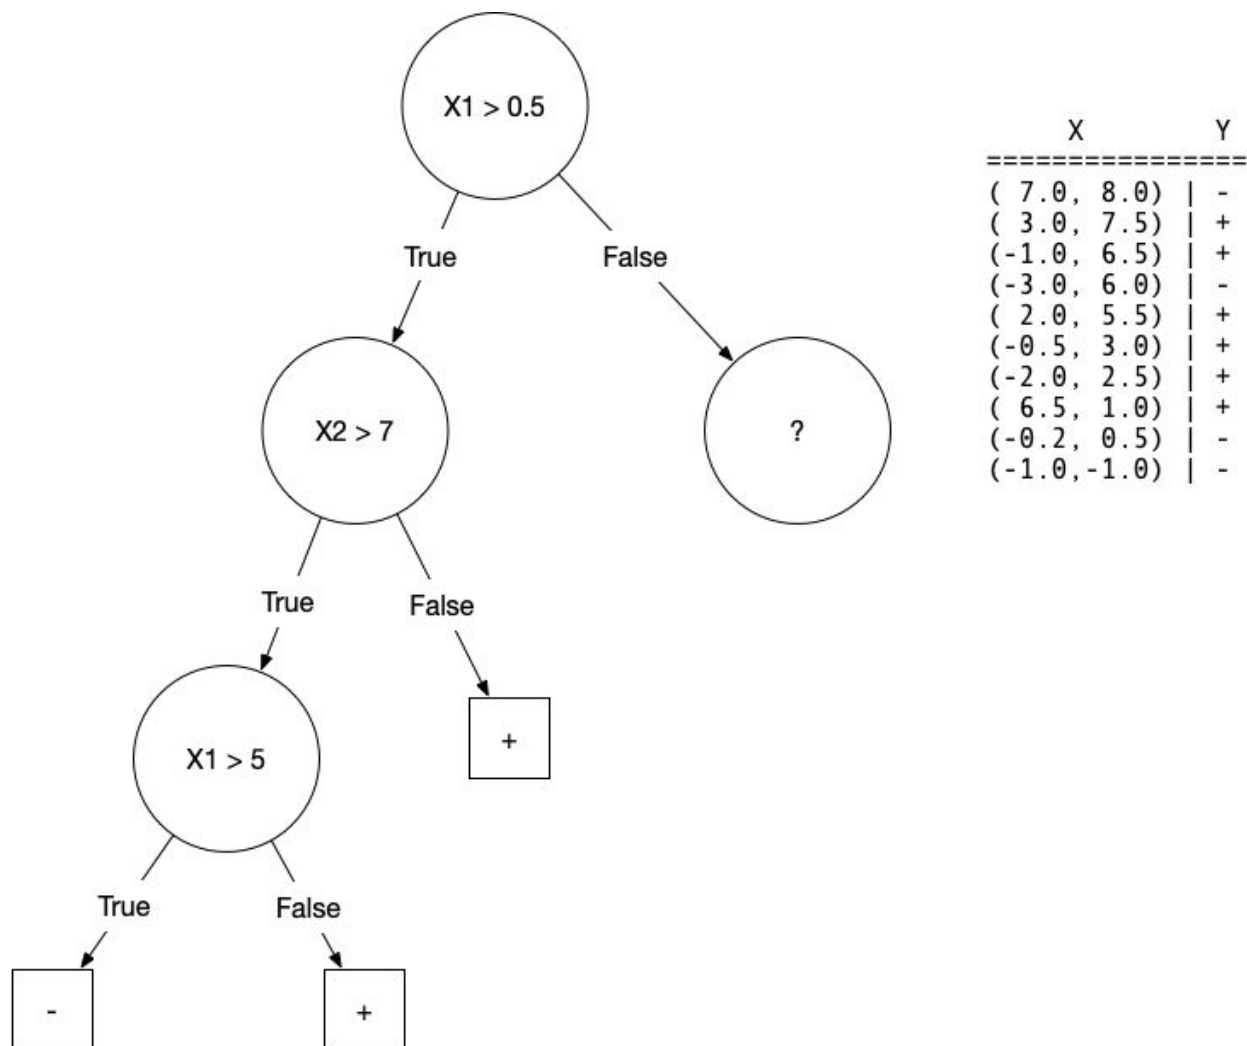 X1 > 0.5
True
False
X2 > 7
?
True
False
X1 > 5
+
True
False
-
+
X Y
================
( 7.0, 8.0) | -
( 3.0, 7.5) | +
(-1.0, 6.5) | +
(-3.0, 6.0) | -
( 2.0, 5.5) | +
(-0.5, 3.0) | +
(-2.0, 2.5) | +
( 6.5, 1.0) | +
(-0.2, 0.5) | -
(-1.0,-1.0) | -